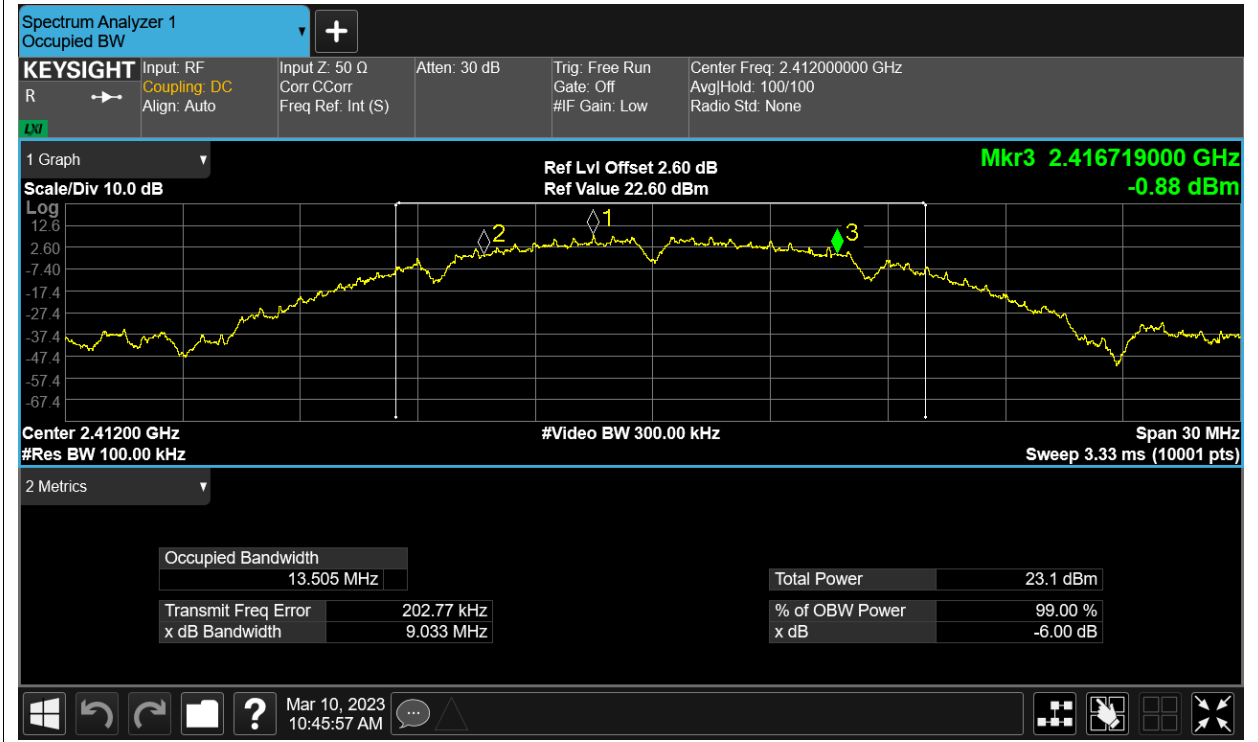 Spectrum Analyzer 1
Occupied BW
KEYSIGHT
R
LXI
Input: RF
Coupling: DC
Align: Auto
Input Z: 50 Ω
Corr CCorr
Freq Ref: Int (S)
Atten: 30 dB
Trig: Free Run
Gate: Off
#IF Gain: Low
Center Freq: 2.412000000 GHz
Avg|Hold: 100/100
Radio Std: None
1 Graph
Scale/Div 10.0 dB
Ref Lvl Offset 2.60 dB
Ref Value 22.60 dBm
Mkr3 2.416719000 GHz
-0.88 dBm
Log
12.6
2.60
-7.40
-17.4
-27.4
-37.4
-47.4
-57.4
-67.4
2
1
3
Center 2.41200 GHz
#Video BW 300.00 kHz
Span 30 MHz
#Res BW 100.00 kHz
Sweep 3.33 ms (10001 pts)
2 Metrics
Occupied Bandwidth
13.505 MHz
Total Power 23.1 dBm
Transmit Freq Error 202.77 kHz
% of OBW Power 99.00 %
x dB Bandwidth 9.033 MHz
x dB -6.00 dB
?
Mar 10, 2023
10:45:57 AM